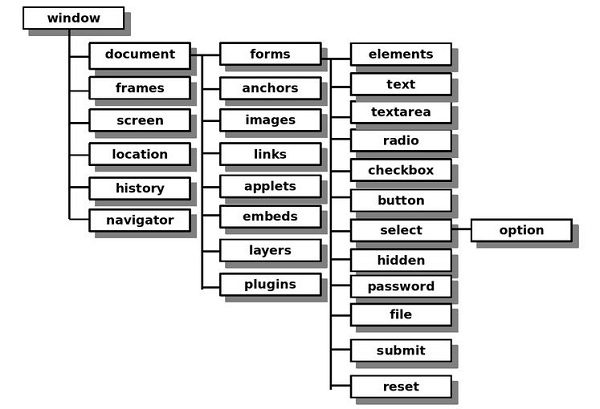 window
document
frames
screen
location
history
navigator
forms
anchors
images
links
applets
embeds
layers
plugins
elements
text
textarea
radio
checkbox
button
select
hidden
password
file
submit
reset
option